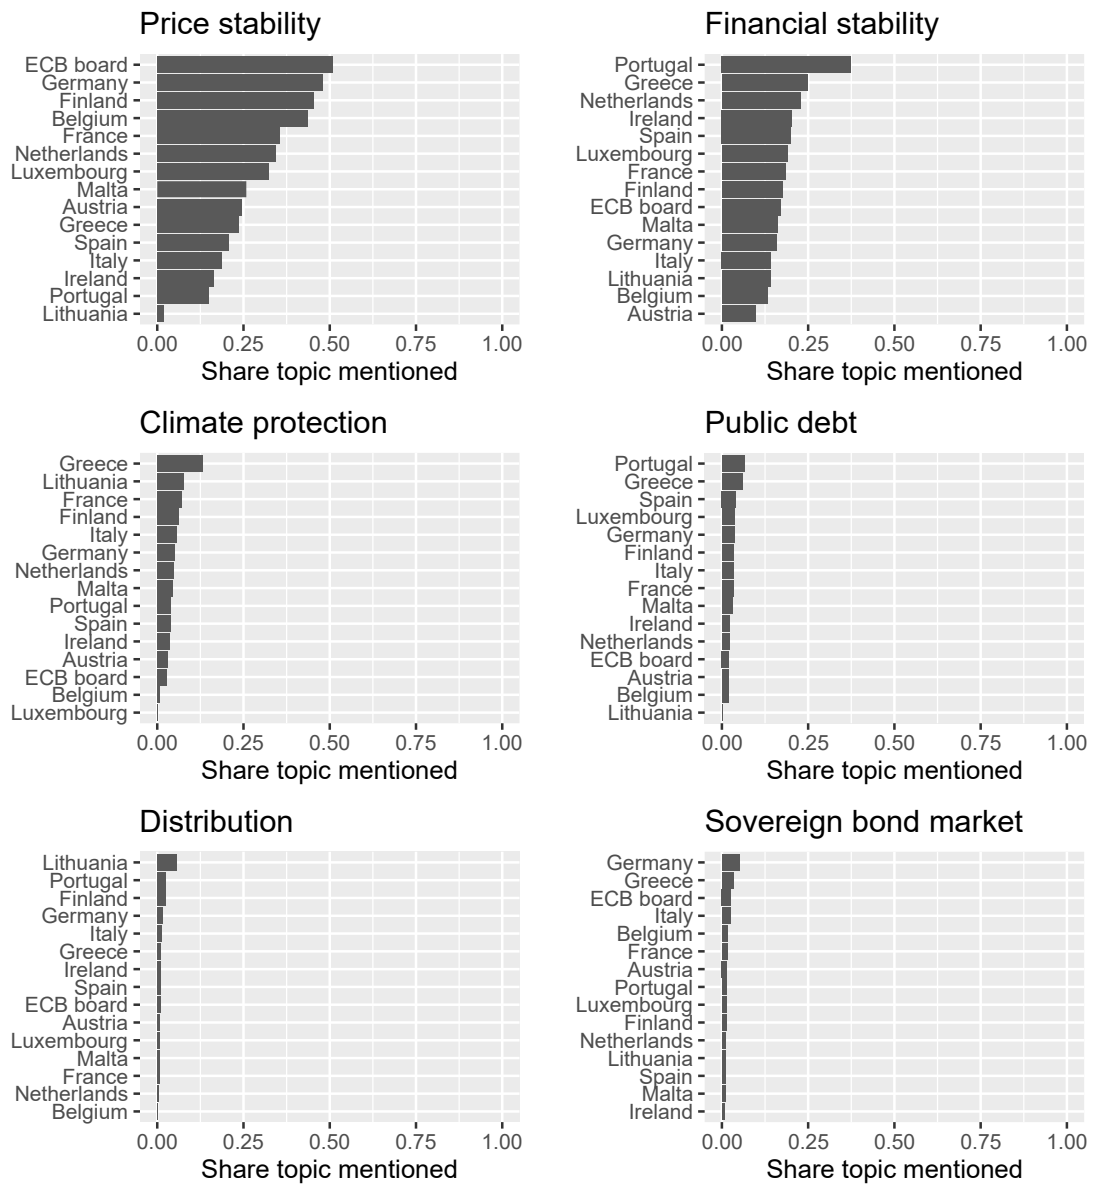 Price stability
ECB board
Germany
Finland
Belgium
France
Netherlands
Luxembourg
Malta
Austria
Greece
Spain
Italy
Ireland
Portugal
Lithuania
0.00 0.25 0.50 0.75 1.00
Share topic mentioned
Financial stability
Portugal
Greece
Netherlands
Ireland
Spain
Luxembourg
France
Finland
ECB board
Malta
Germany
Italy
Lithuania
Belgium
Austria
0.00 0.25 0.50 0.75 1.00
Share topic mentioned
Climate protection
Greece
Lithuania
France
Finland
Italy
Germany
Netherlands
Malta
Portugal
Spain
Ireland
Austria
ECB board
Belgium
Luxembourg
0.00 0.25 0.50 0.75 1.00
Share topic mentioned
Public debt
Portugal
Greece
Spain
Luxembourg
Germany
Finland
Italy
France
Malta
Ireland
Netherlands
ECB board
Austria
Belgium
Lithuania
0.00 0.25 0.50 0.75 1.00
Share topic mentioned
Distribution
Lithuania
Portugal
Finland
Germany
Italy
Greece
Ireland
Spain
ECB board
Austria
Luxembourg
Malta
France
Netherlands
Belgium
0.00 0.25 0.50 0.75 1.00
Share topic mentioned
Sovereign bond market
Germany
Greece
ECB board
Italy
Belgium
France
Austria
Portugal
Luxembourg
Finland
Netherlands
Lithuania
Spain
Malta
Ireland
0.00 0.25 0.50 0.75 1.00
Share topic mentioned